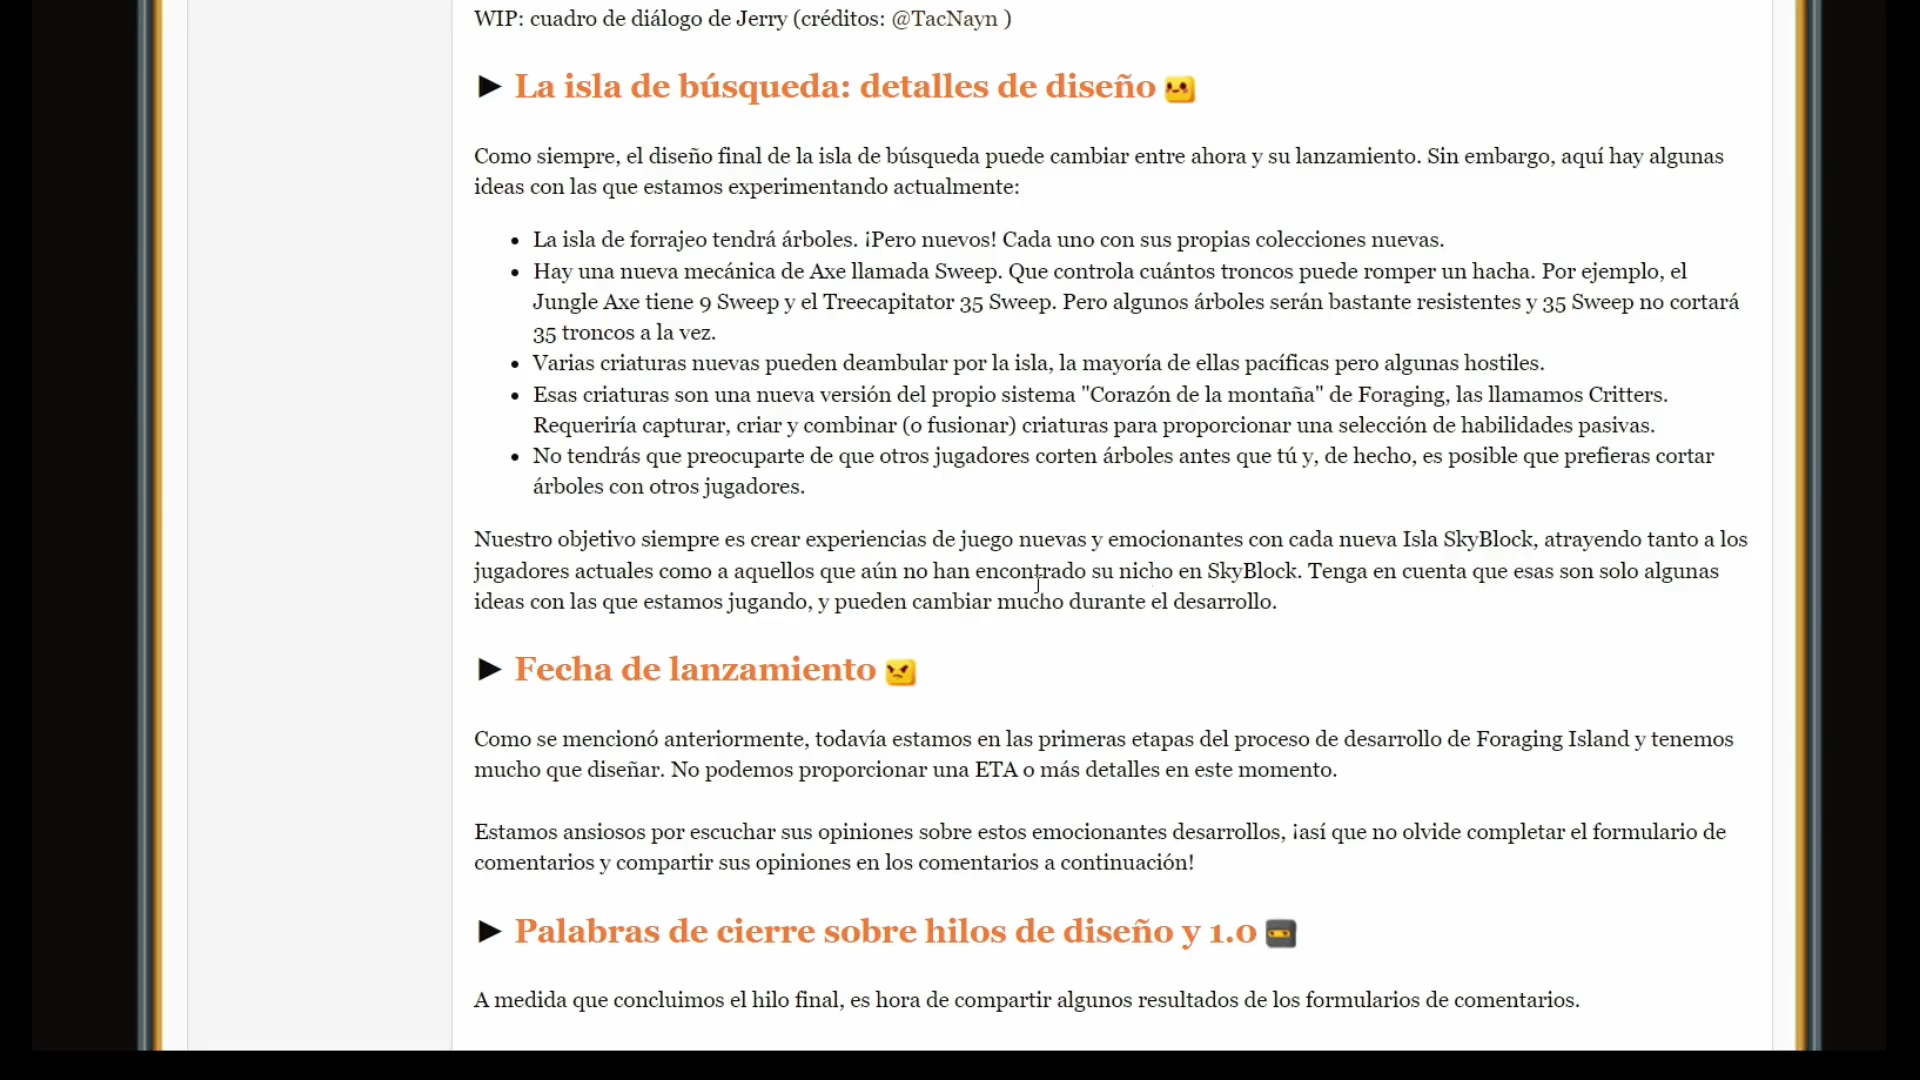 WIP: cuadro de diálogo de Jerry (créditos: @TacNayn )
► La isla de búsqueda: detalles de diseño
Como siempre, el diseño final de la isla de búsqueda puede cambiar entre ahora y su lanzamiento. Sin embargo, aquí hay algunas
ideas con las que estamos experimentando actualmente:
• La isla de forrajeo tendrá árboles. ¡Pero nuevos! Cada uno con sus propias colecciones nuevas.
• Hay una nueva mecánica de Axe llamada Sweep. Que controla cuántos troncos puede romper un hacha. Por ejemplo, el
Jungle Axe tiene 9 Sweep y el Treecapitator 35 Sweep. Pero algunos árboles serán bastante resistentes y 35 Sweep no cortará
35 troncos a la vez.
• Varias criaturas nuevas pueden deambular por la isla, la mayoría de ellas pacíficas pero algunas hostiles.
• Esas criaturas son una nueva versión del propio sistema "Corazón de la montaña" de Foraging, las llamamos Critters.
Requeriría capturar, criar y combinar (o fusionar) criaturas para proporcionar una selección de habilidades pasivas.
• No tendrás que preocuparte de que otros jugadores corten árboles antes que tú y, de hecho, es posible que prefieras cortar
árboles con otros jugadores.
Nuestro objetivo siempre es crear experiencias de juego nuevas y emocionantes con cada nueva Isla SkyBlock, atrayendo tanto a los
jugadores actuales como a aquellos que aún no han encontrado su nicho en SkyBlock. Tenga en cuenta que esas son solo algunas
ideas con las que estamos jugando, y pueden cambiar mucho durante el desarrollo.
► Fecha de lanzamiento
Como se mencionó anteriormente, todavía estamos en las primeras etapas del proceso de desarrollo de Foraging Island y tenemos
mucho que diseñar. No podemos proporcionar una ETA o más detalles en este momento.
Estamos ansiosos por escuchar sus opiniones sobre estos emocionantes desarrollos, ¡así que no olvide completar el formulario de
comentarios y compartir sus opiniones en los comentarios a continuación!
► Palabras de cierre sobre hilos de diseño y 1.0
A medida que concluimos el hilo final, es hora de compartir algunos resultados de los formularios de comentarios.